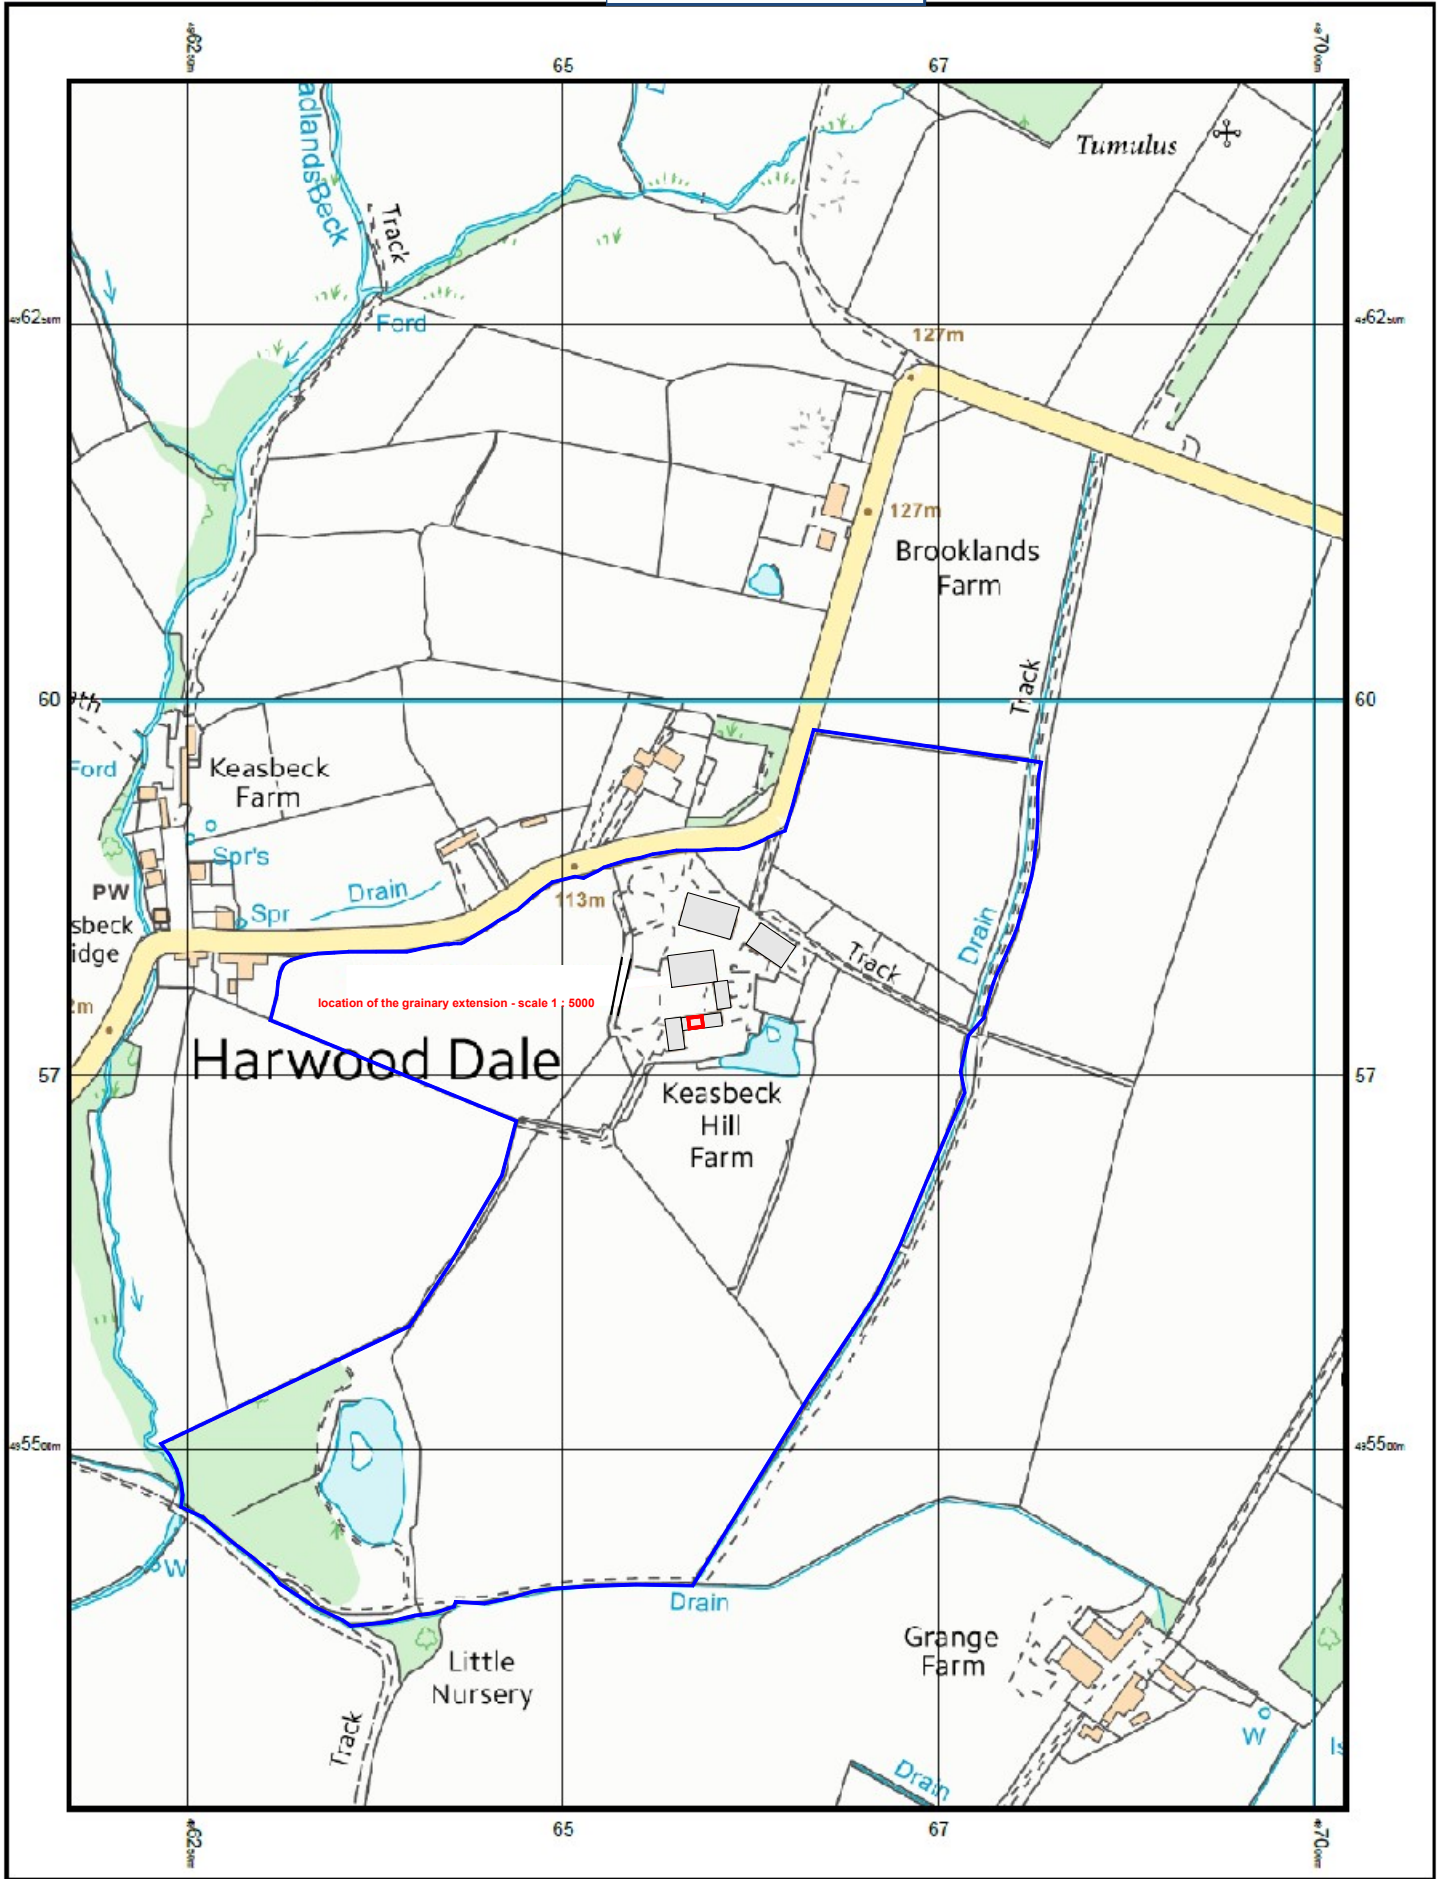 65
67
adlandsBeck
Track
Tumulus
Ford
127m
127m
Brooklands
Farm
Track
60
60
Ford
Keasbeck
Farm
Spr's
PW
Spr
Drain
113m
sbeck
idge
2m
Drain
Track
location of the grainary extension - scale 1 : 5000
Harwood Dale
57
57
Keasbeck
Hill
Farm
W
Drain
Little
Nursery
Grange
Farm
Track
W
Is
Drain
65
67